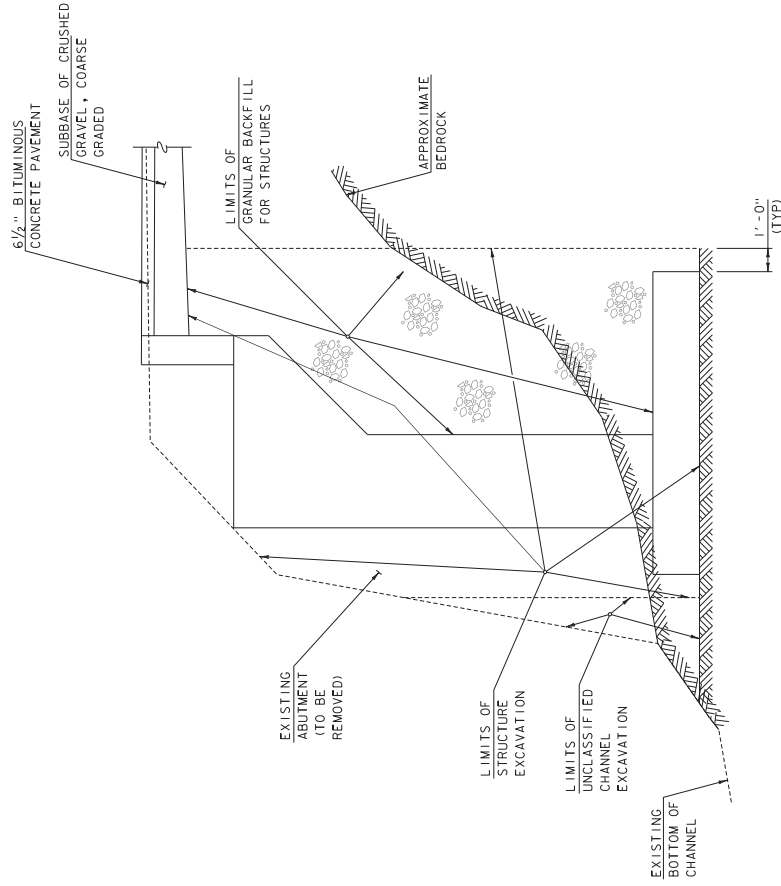 6½" BITUMINOUS
CONCRETE PAVEMENT
SUBBASE OF CRUSHED
GRAVEL, COARSE
GRADED
LIMITS OF
GRANULAR BACKFILL
FOR STRUCTURES
APPROXIMATE
BEDROCK
1'-0"
(TYP)
EXISTING
ABUTMENT
(TO BE
REMOVED)
LIMITS OF
STRUCTURE
EXCAVATION
LIMITS OF
UNCLASSIFIED
CHANNEL
EXCAVATION
EXISTING
BOTTOM OF
CHANNEL